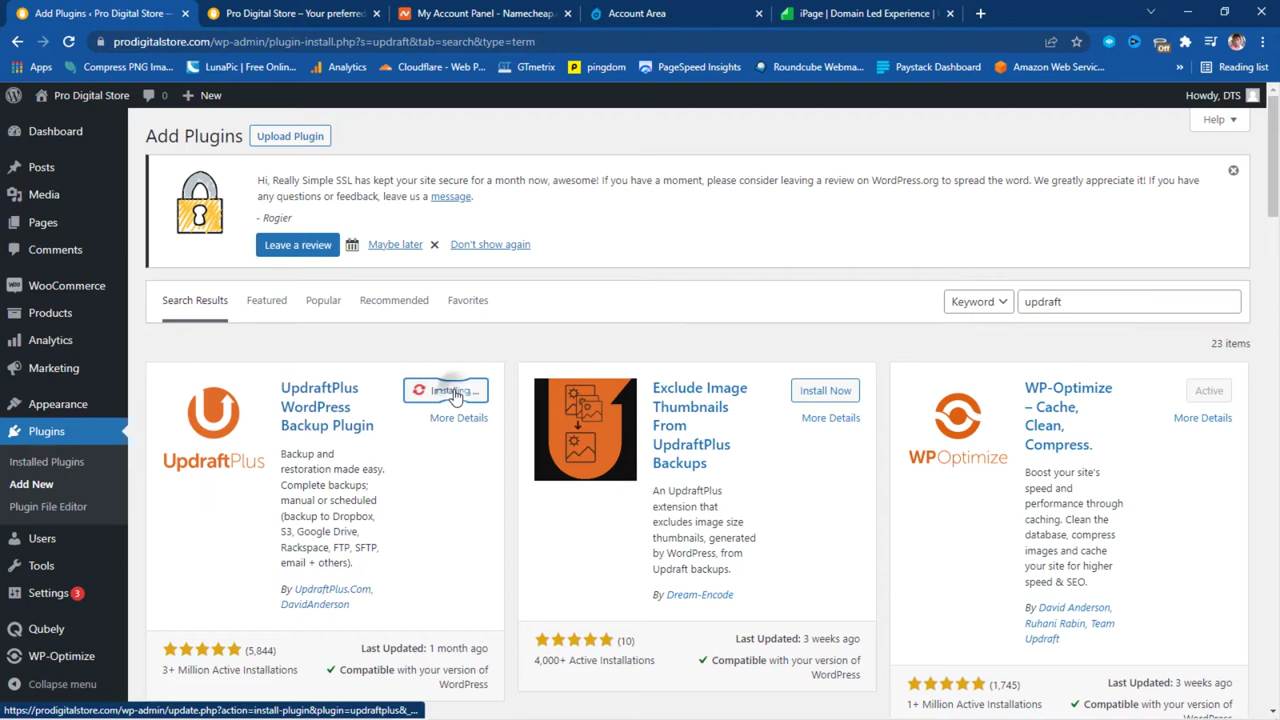 Add Plugins ‹ Pro Digital Store —
Pro Digital Store – Your preferred
My Account Panel - Namecheap.
Account Area
iPage | Domain Led Experience |
prodigitalstore.com/wp-admin/plugin-install.php?s=updraft&tab=search&type=term
Off
Apps
Compress PNG Ima...
LunaPic | Free Onlin...
Analytics
Cloudflare - Web P...
GTmetrix
pingdom
PageSpeed Insights
Roundcube Webma...
Paystack Dashboard
Amazon Web Servic...
»
Reading list
Pro Digital Store
0
New
Howdy, DTS
Dashboard
Posts
Media
Pages
Comments
WooCommerce
Products
Analytics
Marketing
Appearance
Plugins
Installed Plugins
Add New
Plugin File Editor
Users
Tools
Settings 3
Qubely
WP-Optimize
Collapse menu
Help
Add Plugins
Upload Plugin
Hi, Really Simple SSL has kept your site secure for a month now, awesome! If you have a moment, please consider leaving a review on WordPress.org to spread the word. We greatly appreciate it! If you have
any questions or feedback, leave us a message.
- Rogier
Leave a review
Maybe later
Don't show again
Search Results
Featured
Popular
Recommended
Favorites
Keyword
updraft
23 items
UpdraftPlus
UpdraftPlus
WordPress
Backup Plugin
Installing...
More Details
Backup and
restoration made easy.
Complete backups;
manual or scheduled
(backup to Dropbox,
S3, Google Drive,
Rackspace, FTP, SFTP,
email + others).
By UpdraftPlus.Com,
DavidAnderson
(5,844)
3+ Million Active Installations
Last Updated: 1 month ago
Compatible with your version of
WordPress
Exclude Image
Thumbnails
From
UpdraftPlus
Backups
Install Now
More Details
An UpdraftPlus
extension that
excludes image size
thumbnails, generated
by WordPress, from
Updraft backups.
By Dream-Encode
(10)
4,000+ Active Installations
Last Updated: 3 weeks ago
Compatible with your version of
WordPress
WPOptimize
WP-Optimize
– Cache,
Clean,
Compress.
Active
More Details
Boost your site's
speed and
performance through
caching. Clean the
database, compress
images and cache
your site for higher
speed & SEO.
By David Anderson,
Ruhani Rabin, Team
Updraft
(1,745)
1+ Million Active Installations
Last Updated: 3 weeks ago
Compatible with your version of
WordPress
https://prodigitalstore.com/wp-admin/update.php?action=install-plugin&plugin=updraftplus&_...